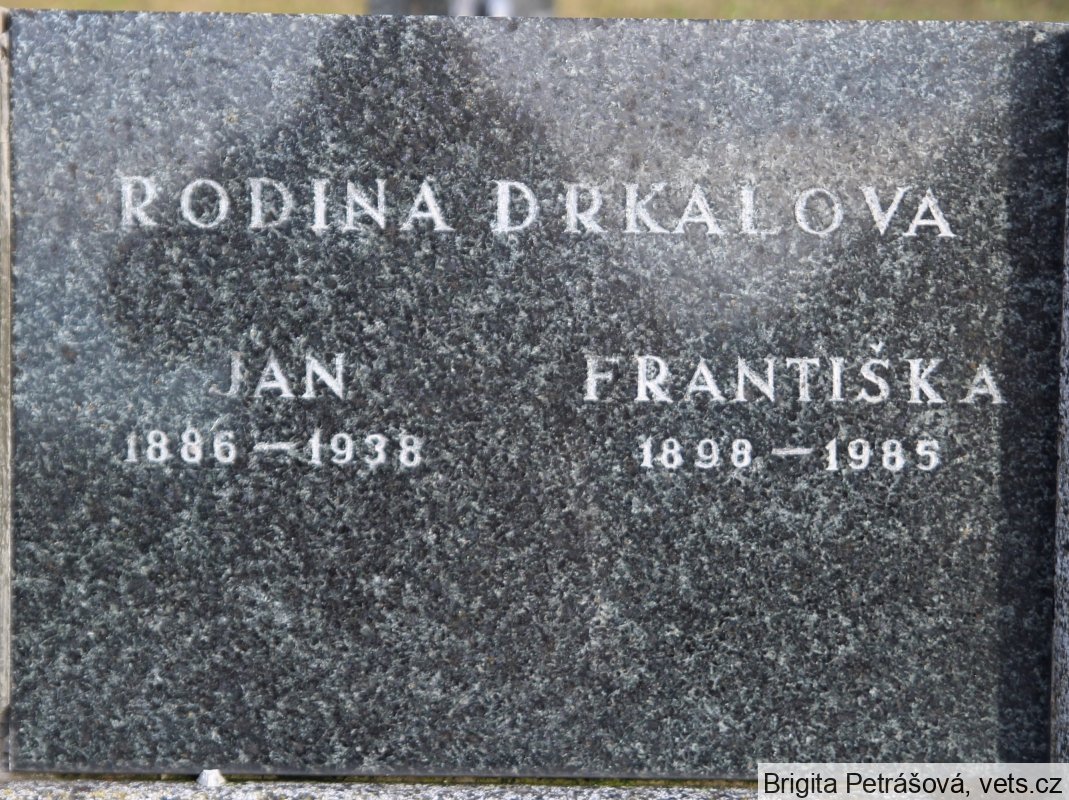 RODINA DRKALOVA
JAN FRANTIŠKA
1886 – 1938 1898 – 1985
Brigita Petrášová, vets.cz